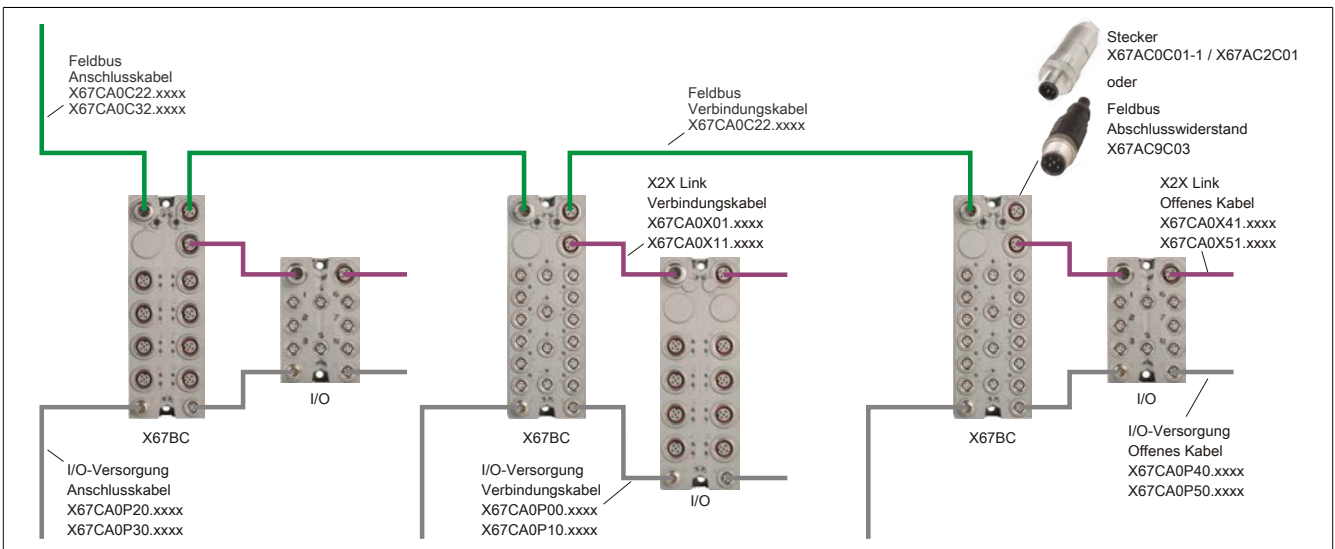 Feldbus
Anschlusskabel
X67CA0C22.xxxx
X67CA0C32.xxxx
Feldbus
Verbindungskabel
X67CA0C22.xxxx
Stecker
X67AC0C01-1 / X67AC2C01
oder
Feldbus
Abschlusswiderstand
X67AC9C03
X2X Link
Verbindungskabel
X67CA0X01.xxxx
X67CA0X11.xxxx
X2X Link
Offenes Kabel
X67CA0X41.xxxx
X67CA0X51.xxxx
I/O
X67BC
I/O-Versorgung
Anschlusskabel
X67CA0P20.xxxx
X67CA0P30.xxxx
X67BC
I/O-Versorgung
Verbindungskabel
X67CA0P00.xxxx
X67CA0P10.xxxx
I/O
X67BC
I/O
I/O-Versorgung
Offenes Kabel
X67CA0P40.xxxx
X67CA0P50.xxxx